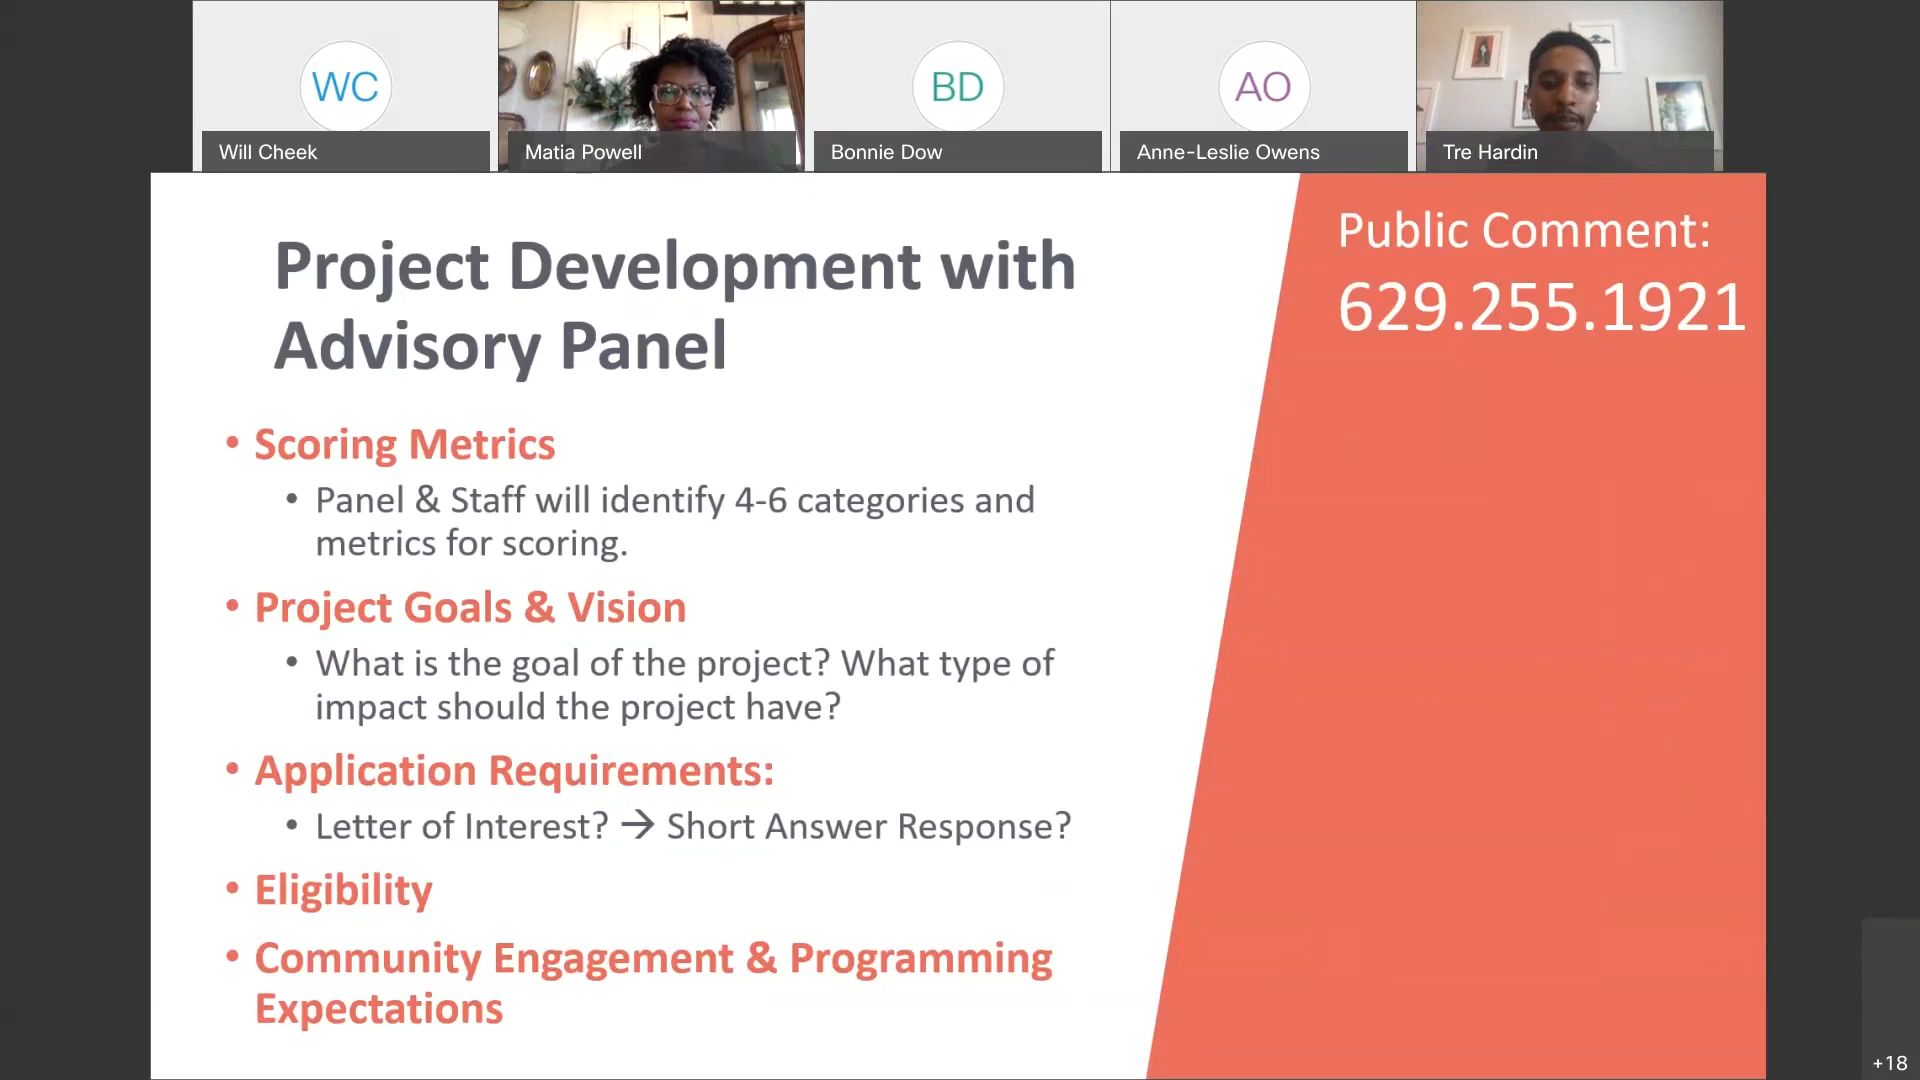 WC
BD
AO
Will Cheek
Matia Powell
Bonnie Dow
Anne-Leslie Owens
Tre Hardin
Project Development with
Advisory Panel
• Scoring Metrics
• Panel & Staff will identify 4-6 categories and
metrics for scoring.
• Project Goals & Vision
• What is the goal of the project? What type of
impact should the project have?
• Application Requirements:
• Letter of Interest? → Short Answer Response?
• Eligibility
• Community Engagement & Programming
Expectations
Public Comment:
629.255.1921
+18